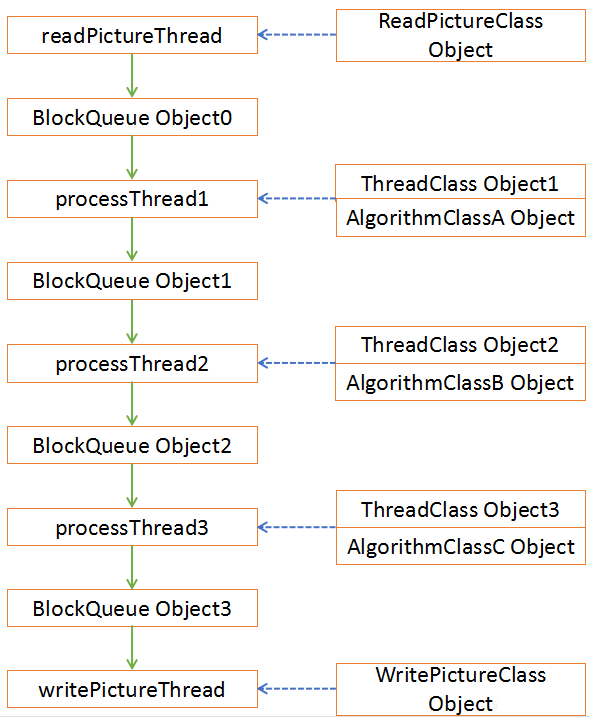 readPictureThread
ReadPictureClass
Object
BlockQueue Object0
processThread1
ThreadClass Object1
AlgorithmClassA Object
BlockQueue Object1
processThread2
ThreadClass Object2
AlgorithmClassB Object
BlockQueue Object2
processThread3
ThreadClass Object3
AlgorithmClassC Object
BlockQueue Object3
writePictureThread
WritePictureClass
Object